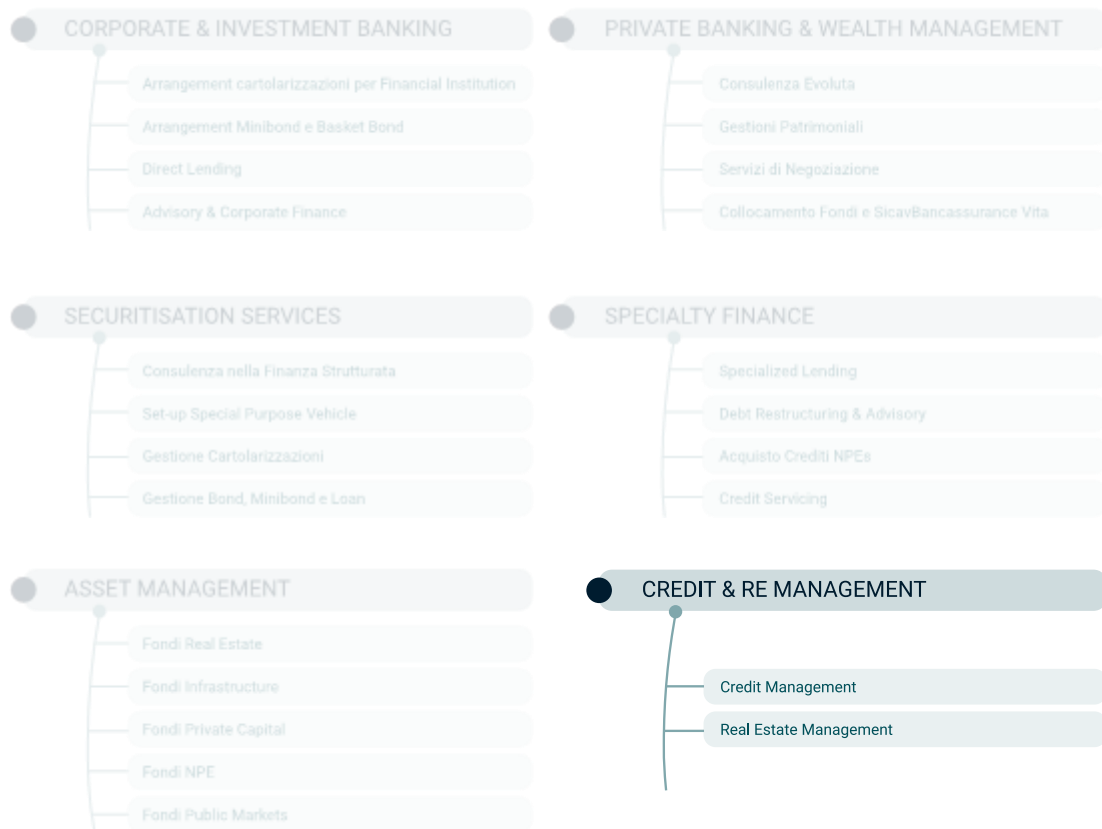 CORPORATE & INVESTMENT BANKING
Arrangement cartolarizzazioni per Financial Institution
Arrangement Minibond e Basket Bond
Direct Lending
Advisory & Corporate Finance
PRIVATE BANKING & WEALTH MANAGEMENT
Consulenza Evoluta
Gestioni Patrimoniali
Servizi di Negoziazione
Collocamento Fondi e SicavBancassurance Vita
SECURITISATION SERVICES
Consulenza nella Finanza Strutturata
Set-up Special Purpose Vehicle
Gestione Cartolarizzazioni
Gestione Bond, Minibond e Loan
SPECIALTY FINANCE
Specialized Lending
Debt Restructuring & Advisory
Acquisto Crediti NPEs
Credit Servicing
ASSET MANAGEMENT
Fondi Real Estate
Fondi Infrastructure
Fondi Private Capital
Fondi NPE
Fondi Public Markets
CREDIT & RE MANAGEMENT
Credit Management
Real Estate Management